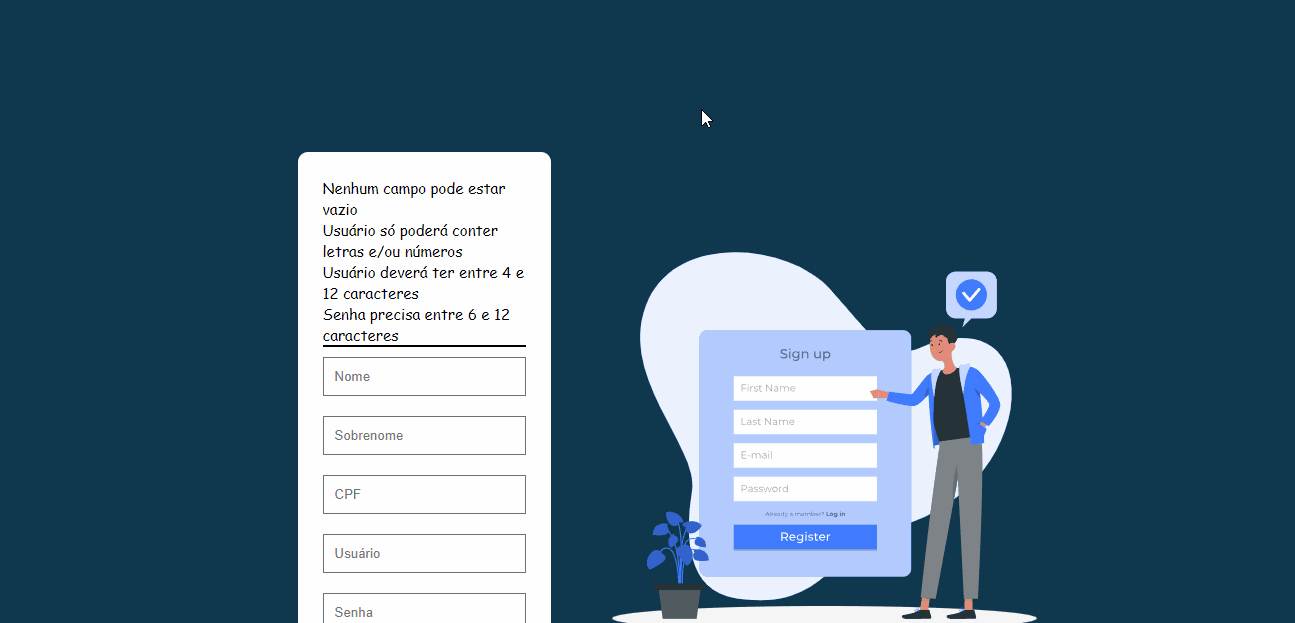 Nenhum campo pode estar
vazio
Usuário só poderá conter
letras e/ou números
Usuário deverá ter entre 4 e
12 caracteres
Senha precisa entre 6 e 12
caracteres
Nome
Sobrenome
CPF
Usuário
Senha
Sign up
First Name
Last Name
E-mail
Password
Already a member? Log in
Register